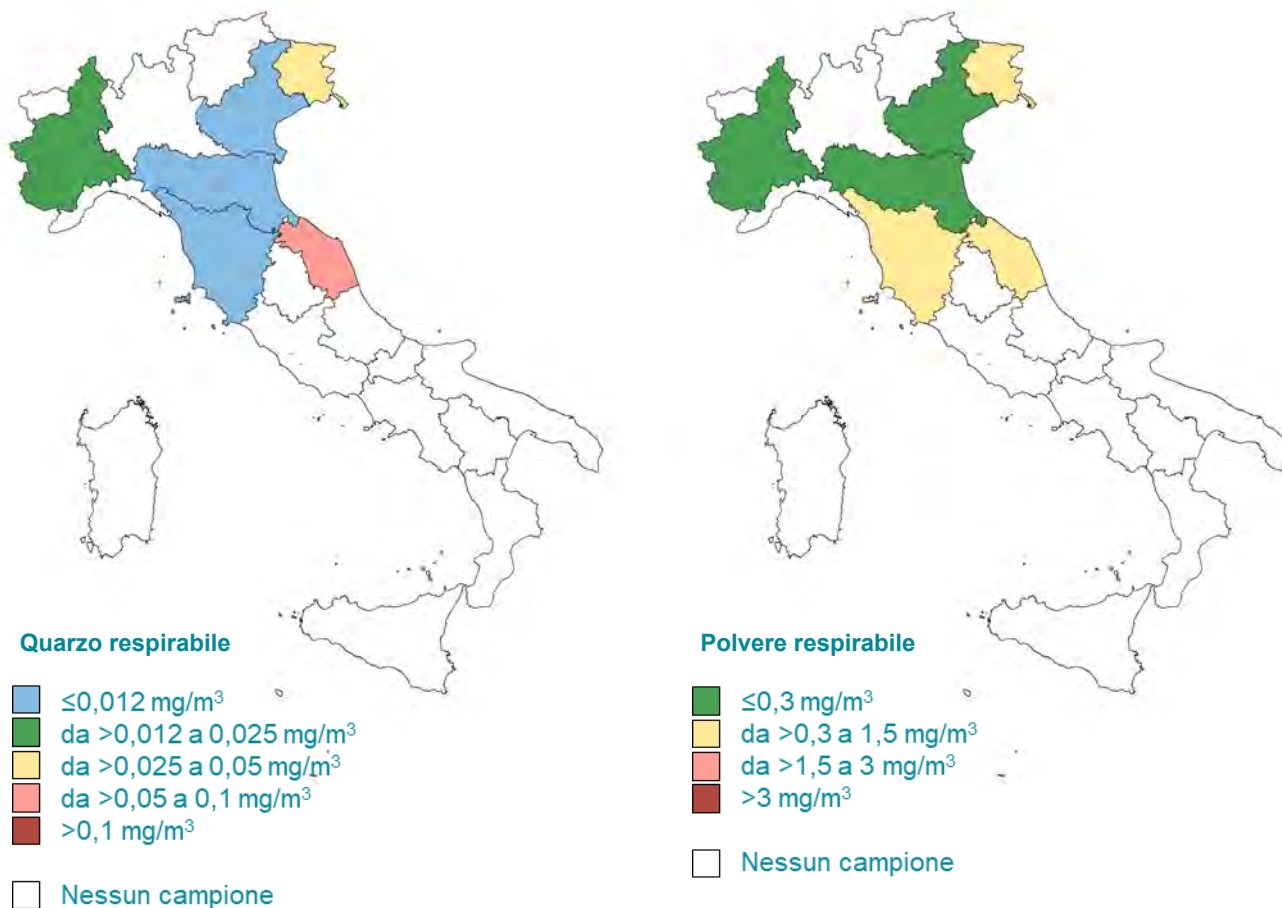 Quarzo respirabile
≤0,012 mg/m³
da >0,012 a 0,025 mg/m³
da >0,025 a 0,05 mg/m³
da >0,05 a 0,1 mg/m³
>0,1 mg/m³
Nessun campione
Polvere respirabile
≤0,3 mg/m³
da >0,3 a 1,5 mg/m³
da >1,5 a 3 mg/m³
>3 mg/m³
Nessun campione